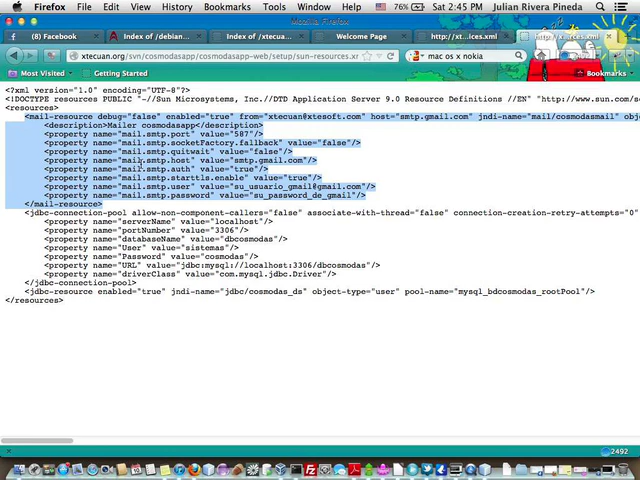 Firefox File Edit View History Bookmarks Tools Window Help 76% Sat 2:45 PM Julian Rivera Pineda
Mozilla Firefox
(8) Facebook Index of /debian... Index of /xtecuan... Welcome Page http://xt...ices.xml
xtecuan.org/svn/cosmodasapp/cosmodasapp-web/setup/sun-resources.xml mac os x nokia
Most Visited Getting Started Bookmarks
<?xml version="1.0" encoding="UTF-8"?>
<!DOCTYPE resources PUBLIC "-//Sun Microsystems, Inc.//DTD Application Server 9.0 Resource Definitions //EN" "http://www.sun.com/so
<resources>
<mail-resource debug="false" enabled="true" from="xtecuan@xtesoft.com" host="smtp.gmail.com" jndi-name="mail/cosmodasmail" obje
<description>Mailer cosmodasapp</description>
<property name="mail.smtp.port" value="587"/>
<property name="mail.smtp.socketFactory.fallback" value="false"/>
<property name="mail.smtp.quitwait" value="false"/>
<property name="mail.smtp.host" value="smtp.gmail.com"/>
<property name="mail.smtp.auth" value="true"/>
<property name="mail.smtp.starttls.enable" value="true"/>
<property name="mail.smtp.user" value="su_usuario_gmail@gmail.com"/>
<property name="mail.smtp.password" value="su_password_de_gmail"/>
</mail-resource>
<jdbc-connection-pool allow-non-component-callers="false" associate-with-thread="false" connection-creation-retry-attempts="0"
<property name="serverName" value="localhost"/>
<property name="portNumber" value="3306"/>
<property name="databaseName" value="dbcosmodas"/>
<property name="User" value="sistemas"/>
<property name="Password" value="cosmodas"/>
<property name="URL" value="jdbc:mysql://localhost:3306/dbcosmodas"/>
<property name="driverClass" value="com.mysql.jdbc.Driver"/>
</jdbc-connection-pool>
<jdbc-resource enabled="true" jndi-name="jdbc/cosmodas_ds" object-type="user" pool-name="mysql_bdcosmodas_rootPool"/>
</resources>
2492